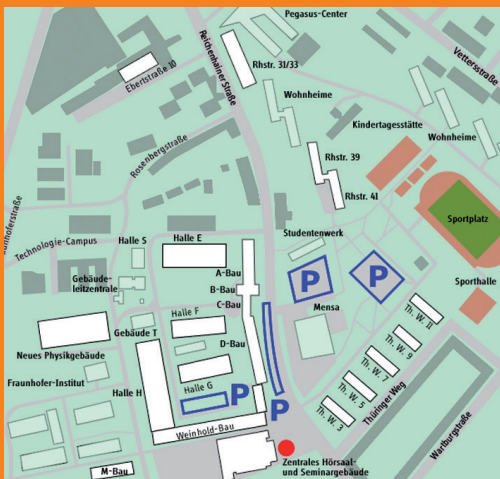 Pegasus-Center
Vettersstraße
Reichenhainer Straße
Rhstr. 31/33
Ebertstraße 10
Wohnheime
Kindertagesstätte
Wohnheime
Rosenbergstraße
Rhstr. 39
Rhstr. 41
Sportplatz
Technologie-Campus
Halle S
Halle E
Studentenwerk
A-Bau
P
P
Sporthalle
Gebäude-
leitzentrale
B-Bau
C-Bau
Mensa
Halle F
Th. W. 11
Gebäude T
D-Bau
Th. W. 9
Neues Physikgebäude
Th. W. 7
Fraunhofer-Institut
Halle H
Halle G
P
P
Th. W. 5
Thüringer Weg
Th. W. 3
Wartburgstraße
Weinhold-Bau
Zentrales Hörsaal-
und Seminargebäude
M-Bau